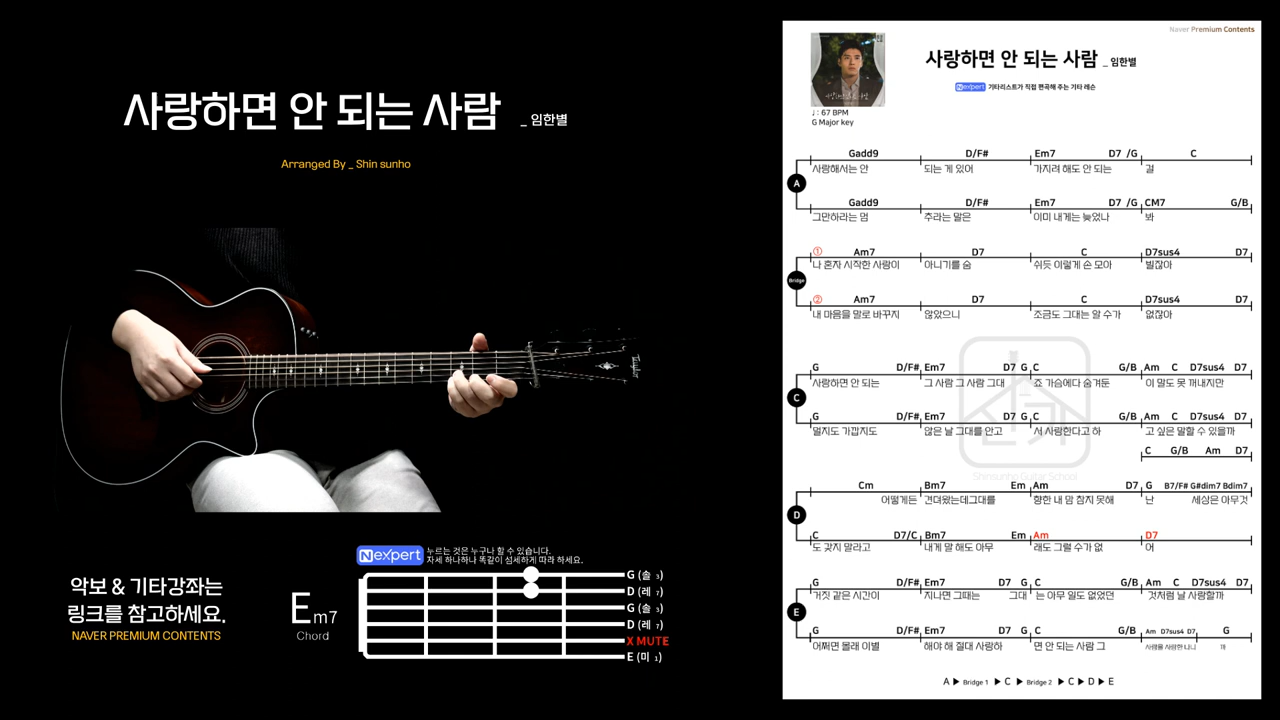 사랑하면 안 되는 사람 _ 임한별
Arranged By _ Shin sunho
Taylor
악보 & 기타강좌는
링크를 참고하세요.
NAVER PREMIUM CONTENTS
Nexpert 누르는 것은 누구나 할 수 있습니다.
자세 하나하나 똑같이 섬세하게 따라 하세요.
Em7
Chord
G (솔 3)
D (레 7)
G (솔 3)
D (레 7)
X MUTE
E (미 1)
Naver Premium Contents
사랑하면 안 되는 사람 _ 임한별
Nexpert 기타리스트가 직접 편곡해 주는 기타 레슨
♩: 67 BPM
G Major key
A
Gadd9 D/F# Em7 D7 /G C
사랑해서는 안 되는 게 있어 가지려 해도 안 되는 걸
Gadd9 D/F# Em7 D7 /G CM7 G/B
그만하라는 멈 추라는 말은 이미 내게는 늦었나 봐
Bridge
① Am7 D7 C D7sus4 D7
나 혼자 시작한 사랑이 아니기를 숨 쉬듯 이렇게 손 모아 빌잖아
② Am7 D7 C D7sus4 D7
내 마음을 말로 바꾸지 않았으니 조금도 그대는 알 수가 없잖아
C
G D/F# Em7 D7 G C G/B Am C D7sus4 D7
사랑하면 안 되는 그 사람 그 사람 그대 죠 가슴에다 숨겨둔 이 말도 못 꺼내지만
G D/F# Em7 D7 G C G/B Am C D7sus4 D7
멀지도 가깝지도 않은 날 그대를 안고 서 사랑한다고 하 고 싶은 말할 수 있을까
C G/B Am D7
Shinsunho Guitar School
D
Cm Bm7 Em Am D7 G B7/F# G#dim7 Bdim7
어떻게든 견뎌왔는데그대를 향한 내 맘 참지 못해 난 세상은 아무것
C D7/C Bm7 Em Am D7
도 갖지 말라고 내게 말 해도 아무 래도 그럴 수가 없 어
E
G D/F# Em7 D7 G C G/B Am C D7sus4 D7
거짓 같은 시간이 지나면 그때는 그대 는 아무 일도 없었던 것처럼 날 사랑할까
G D/F# Em7 D7 G C G/B Am D7sus4 D7 G
어쩌면 몰래 이별 해야 해 절대 사랑하 면 안 되는 사람 그 사람을 사랑한 나니 까
A ▶ Bridge 1 ▶ C ▶ Bridge 2 ▶ C ▶ D ▶ E